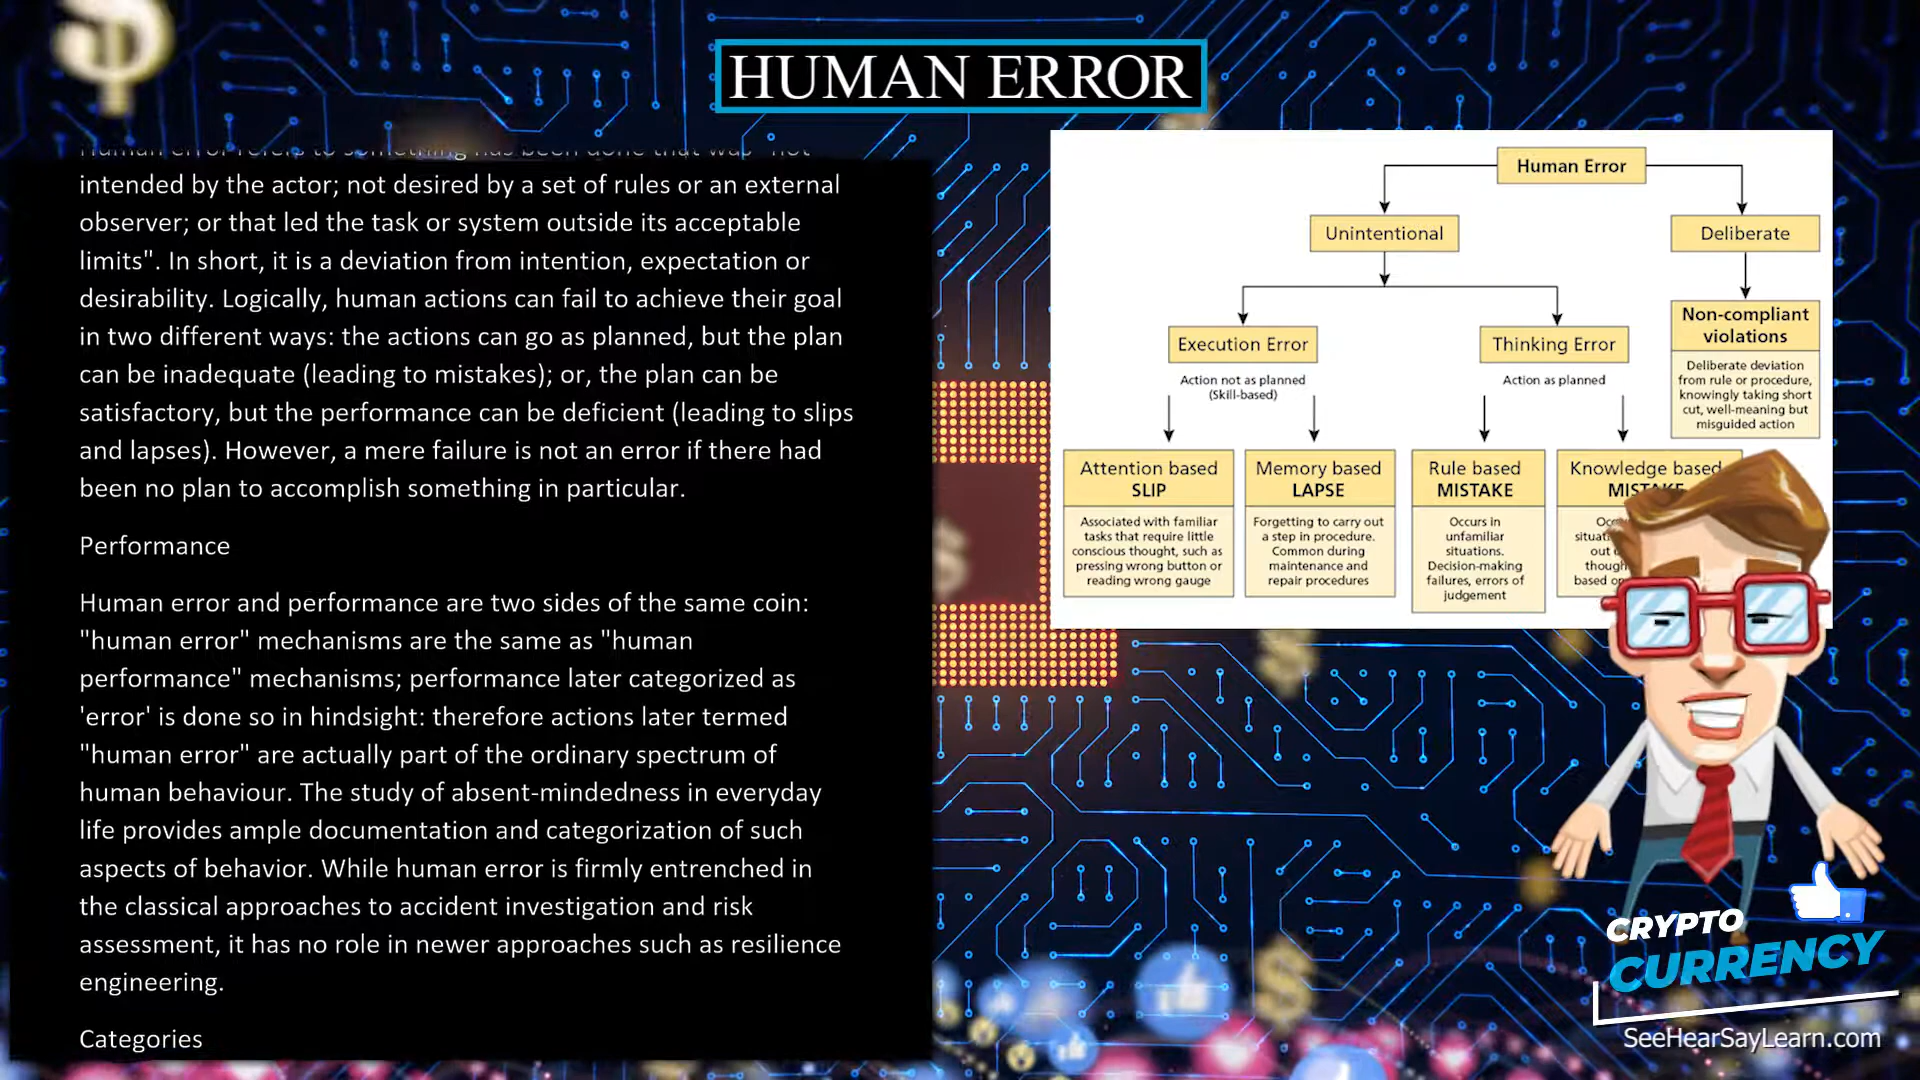 HUMAN ERROR
Human error refers to something has been done that was "not
intended by the actor; not desired by a set of rules or an external
observer; or that led the task or system outside its acceptable
limits". In short, it is a deviation from intention, expectation or
desirability. Logically, human actions can fail to achieve their goal
in two different ways: the actions can go as planned, but the plan
can be inadequate (leading to mistakes); or, the plan can be
satisfactory, but the performance can be deficient (leading to slips
and lapses). However, a mere failure is not an error if there had
been no plan to accomplish something in particular.
Performance
Human error and performance are two sides of the same coin:
"human error" mechanisms are the same as "human
performance" mechanisms; performance later categorized as
'error' is done so in hindsight: therefore actions later termed
"human error" are actually part of the ordinary spectrum of
human behaviour. The study of absent-mindedness in everyday
life provides ample documentation and categorization of such
aspects of behavior. While human error is firmly entrenched in
the classical approaches to accident investigation and risk
assessment, it has no role in newer approaches such as resilience
engineering.
Categories
Human Error
Unintentional
Deliberate
Execution Error
Action not as planned
(Skill-based)
Thinking Error
Action as planned
Non-compliant
violations
Deliberate deviation
from rule or procedure,
knowingly taking short
cut, well-meaning but
misguided action
Attention based
SLIP
Associated with familiar
tasks that require little
conscious thought, such as
pressing wrong button or
reading wrong gauge
Memory based
LAPSE
Forgetting to carry out
a step in procedure.
Common during
maintenance and
repair procedures
Rule based
MISTAKE
Occurs in
unfamiliar
situations.
Decision-making
failures, errors of
judgement
Knowledge based
MISTAKE
out
based
CRYPTO
CURRENCY
SeeHearSayLearn.com